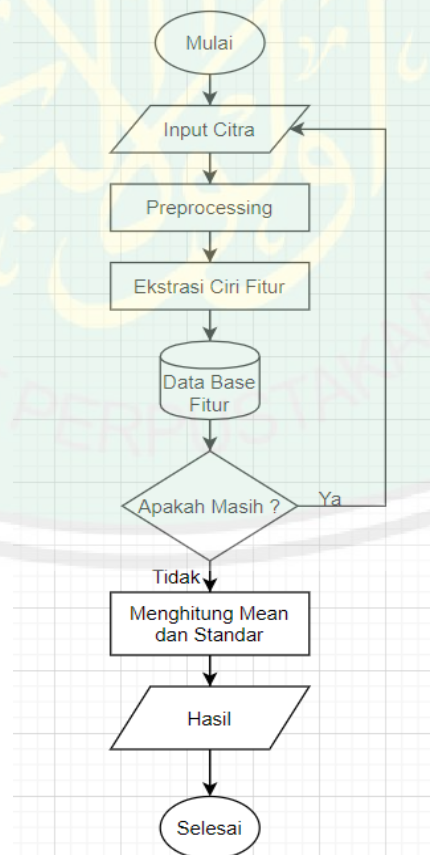 Mulai
Input Citra
Preprocessing
Ekstrasi Ciri Fitur
Data Base
Fitur
Apakah Masih ?
Ya
Tidak
Menghitung Mean
dan Standar
Hasil
Selesai
PERPUSTAKAAN